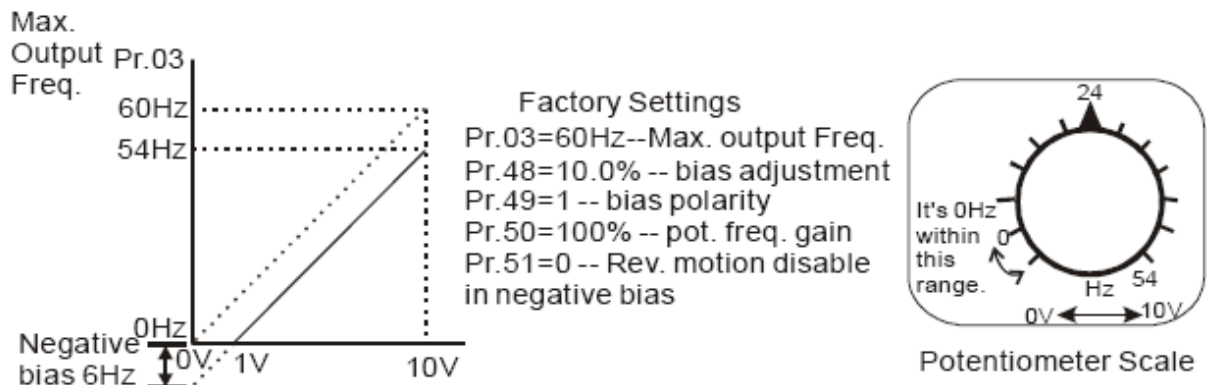 Max.
Output
Freq.
Pr.03
60Hz
54Hz
0Hz
Negative
bias 6Hz
0V
1V
10V
Factory Settings
Pr.03=60Hz--Max. output Freq.
Pr.48=10.0% -- bias adjustment
Pr.49=1 -- bias polarity
Pr.50=100% -- pot. freq. gain
Pr.51=0 -- Rev. motion disable
in negative bias
24
It's 0Hz
within
this
range.
0
54
Hz
0V
10V
Potentiometer Scale